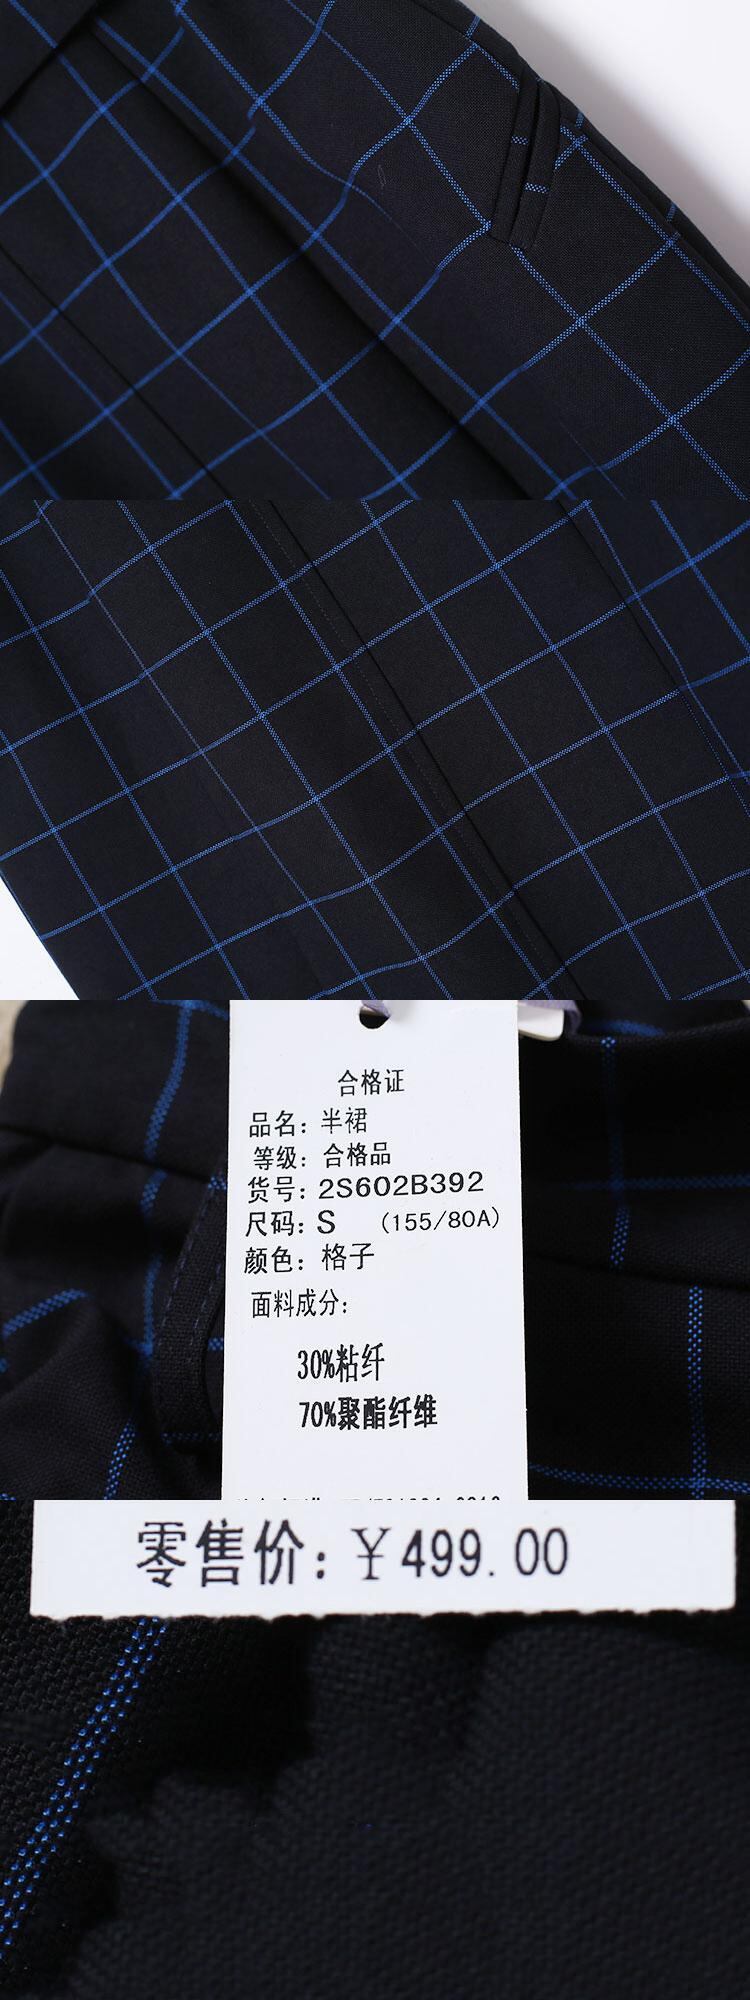 合格证
品名：半裙
等级：合格品
货号：2S602B392
尺码：S （155/80A）
颜色：格子
面料成分：
30%粘纤
70%聚酯纤维
零售价：￥499.00